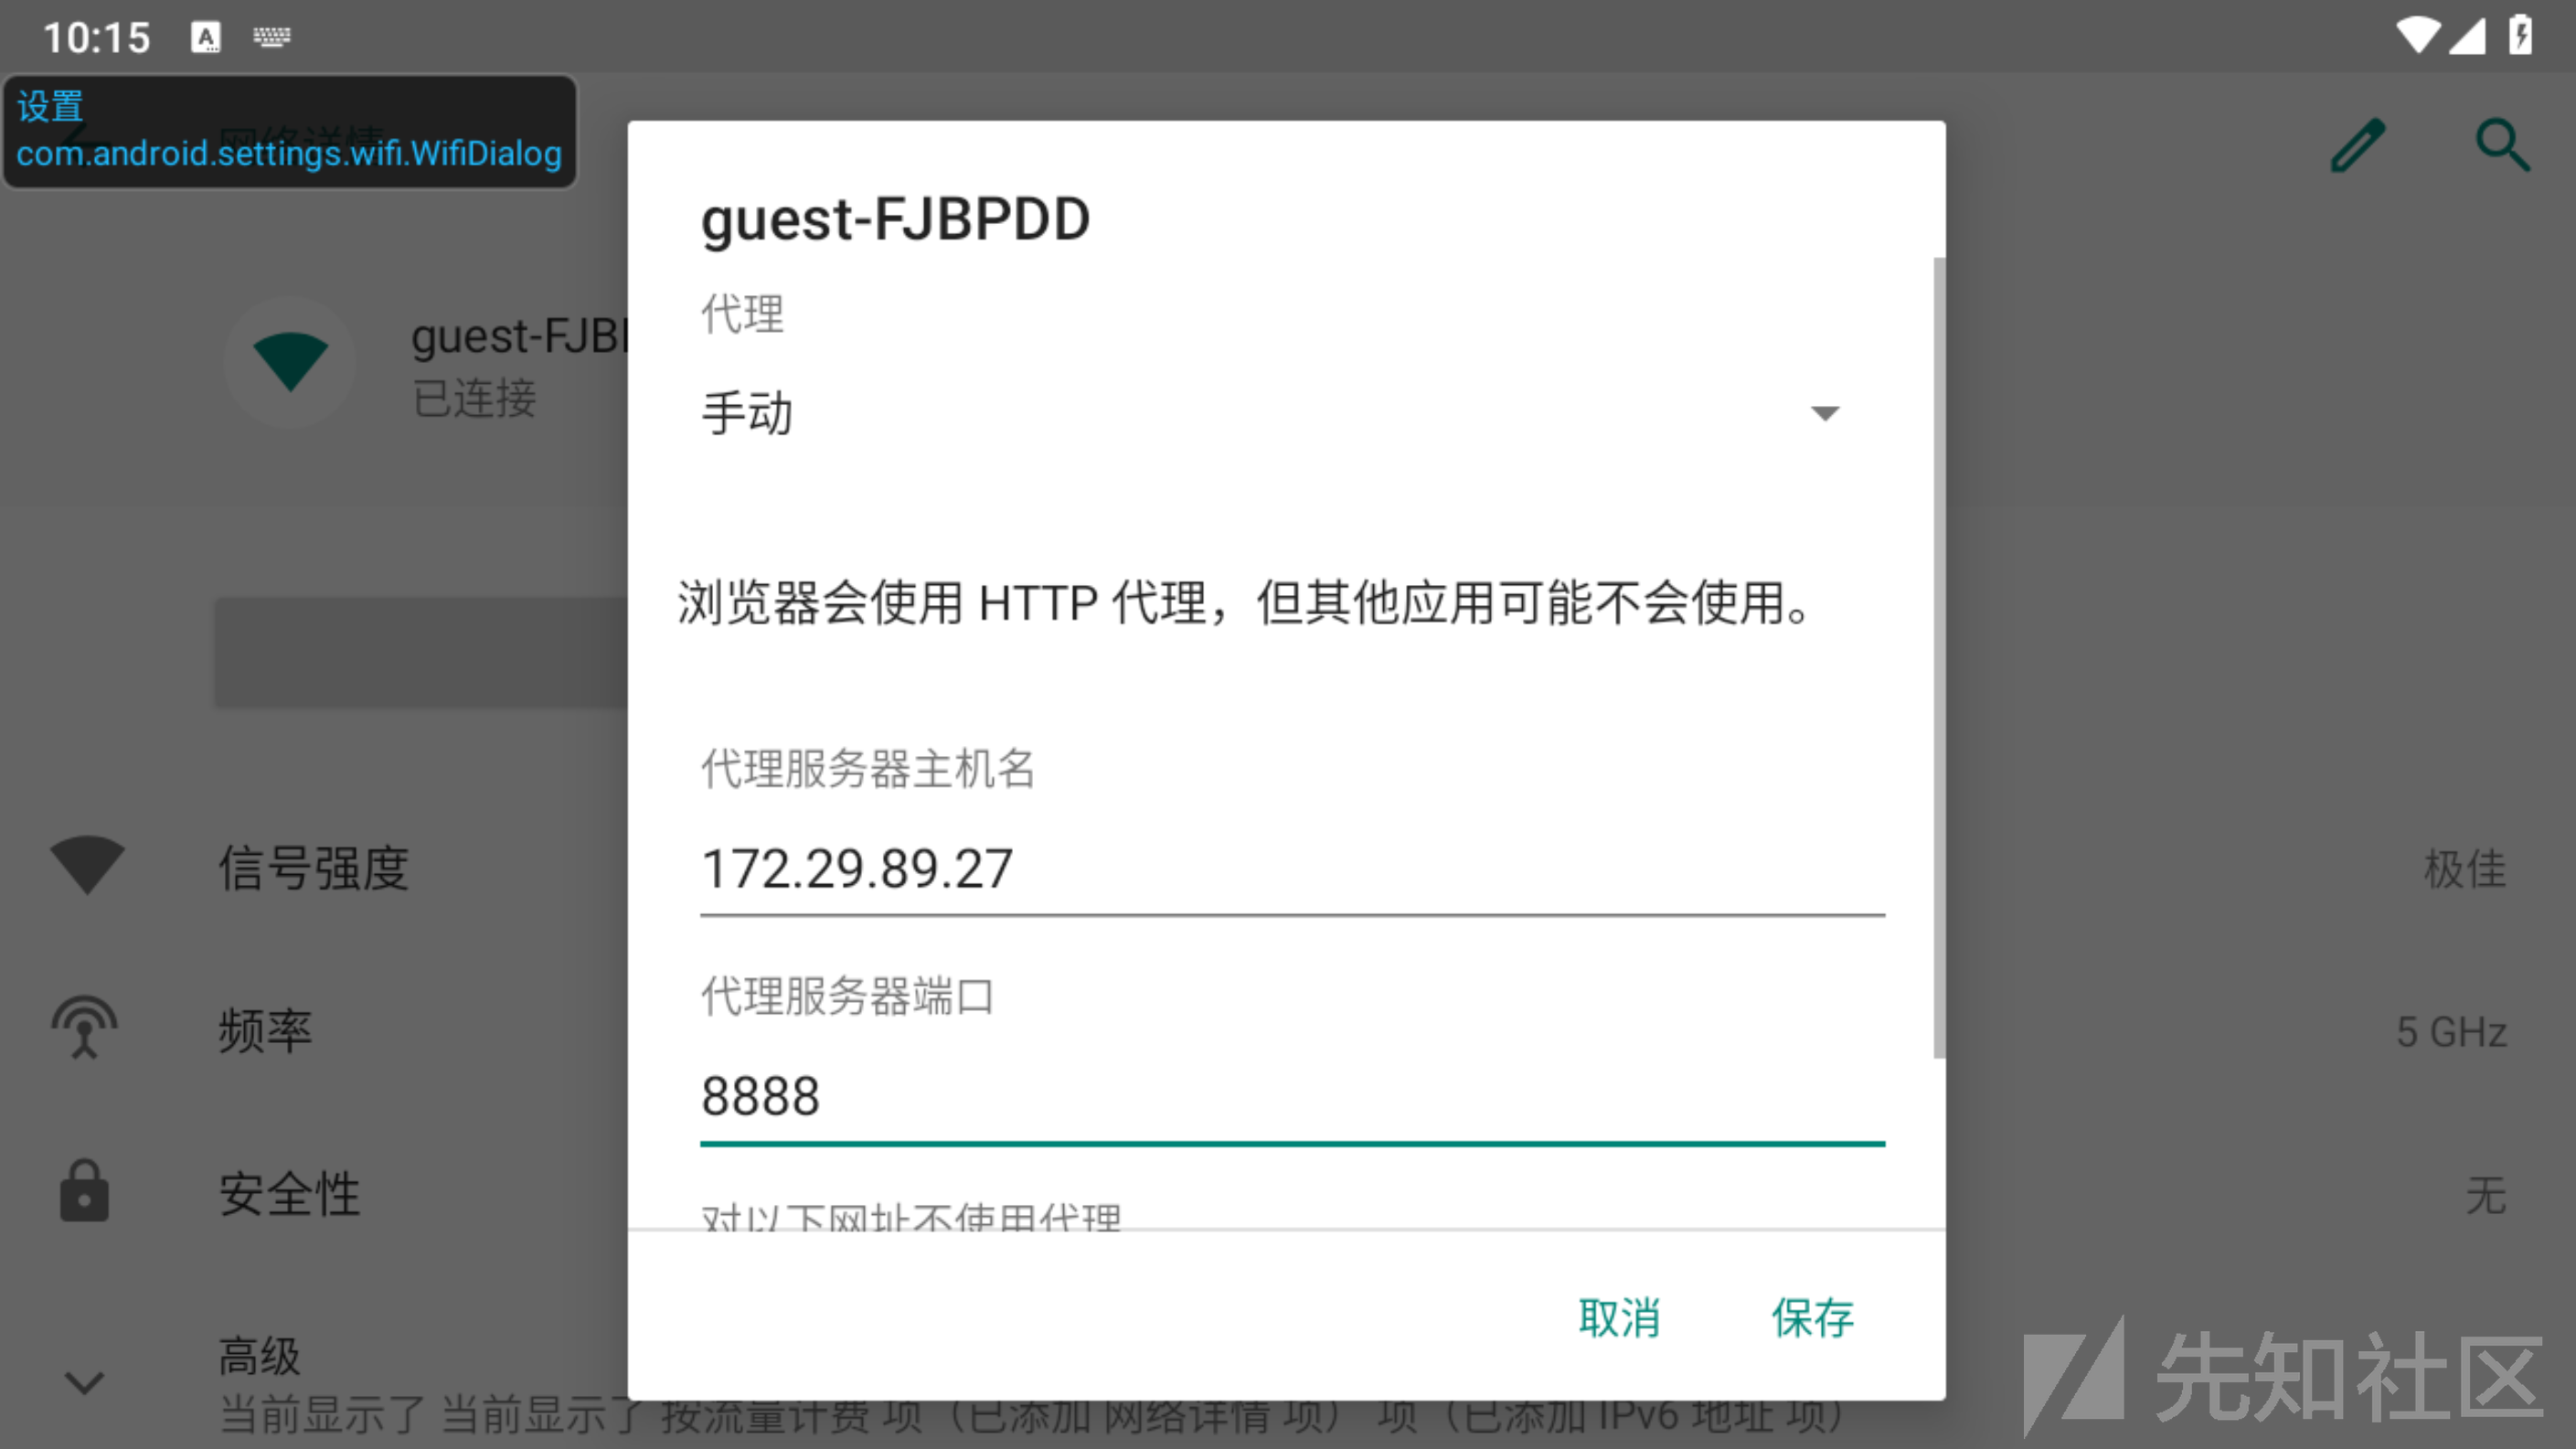 10:15
设置
网络详情
com.android.settings.wifi.WifiDialog
guest-FJBPDD
代理
guest-FJB
已连接
手动
浏览器会使用 HTTP 代理，但其他应用可能不会使用。
代理服务器主机名
信号强度
172.29.89.27
极佳
代理服务器端口
频率
5 GHz
8888
安全性
无
对以下网址不使用代理
取消 保存
高级
当前显示了 当前显示了 按流量计费 项（已添加 网络详情 项） 项（已添加 IPv6 地址 项）
先知社区